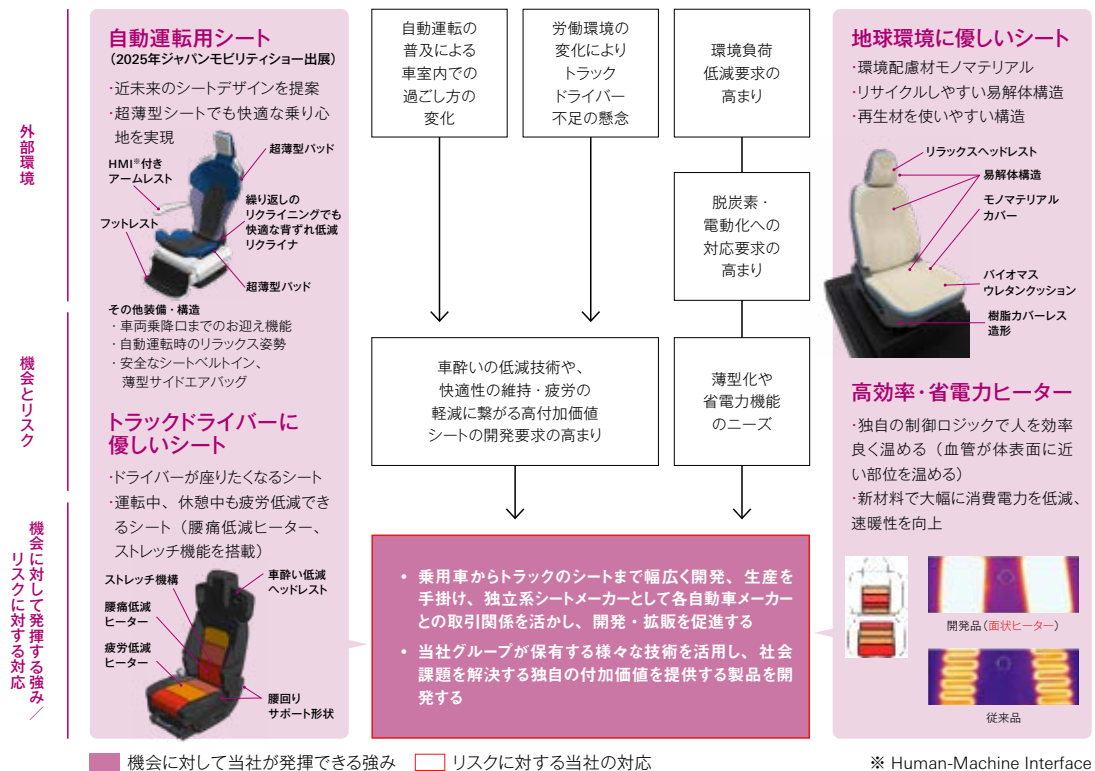 外部環境
機会とリスク
機会に対して発揮する強み／
リスクに対する対応
自動運転用シート
（2025年ジャパンモビリティショー出展）
・近未来のシートデザインを提案
・超薄型シートでも快適な乗り心
地を実現
超薄型パッド
HMI※付き
アームレスト
繰り返しの
リクライニングでも
快適な背ずれ低減
リクライナ
フットレスト
超薄型パッド
その他装備・構造
・車両乗降口までのお迎え機能
・自動運転時のリラックス姿勢
・安全なシートベルトイン、
薄型サイドエアバッグ
トラックドライバーに
優しいシート
・ドライバーが座りたくなるシート
・運転中、休憩中も疲労低減でき
るシート（腰痛低減ヒーター、
ストレッチ機能を搭載）
ストレッチ機構
車酔い低減
ヘッドレスト
腰痛低減
ヒーター
疲労低減
ヒーター
腰回り
サポート形状
自動運転の
普及による
車室内での
過ごし方の
変化
労働環境の
変化により
トラック
ドライバー
不足の懸念
環境負荷
低減要求の
高まり
脱炭素・
電動化への
対応要求の
高まり
車酔いの低減技術や、
快適性の維持・疲労の
軽減に繋がる高付加価値
シートの開発要求の高まり
薄型化や
省電力機能
のニーズ
• 乗用車からトラックのシートまで幅広く開発、生産を
手掛け、独立系シートメーカーとして各自動車メーカー
との取引関係を活かし、開発・拡販を促進する
• 当社グループが保有する様々な技術を活用し、社会
課題を解決する独自の付加価値を提供する製品を開
発する
地球環境に優しいシート
・環境配慮材モノマテリアル
・リサイクルしやすい易解体構造
・再生材を使いやすい構造
リラックスヘッドレスト
易解体構造
モノマテリアル
カバー
バイオマス
ウレタンクッション
樹脂カバーレス
造形
高効率・省電力ヒーター
・独自の制御ロジックで人を効率
良く温める（血管が体表面に近
い部位を温める）
・新材料で大幅に消費電力を低減、
速暖性を向上
開発品（面状ヒーター）
従来品
機会に対して当社が発揮できる強み
リスクに対する当社の対応
※ Human-Machine Interface